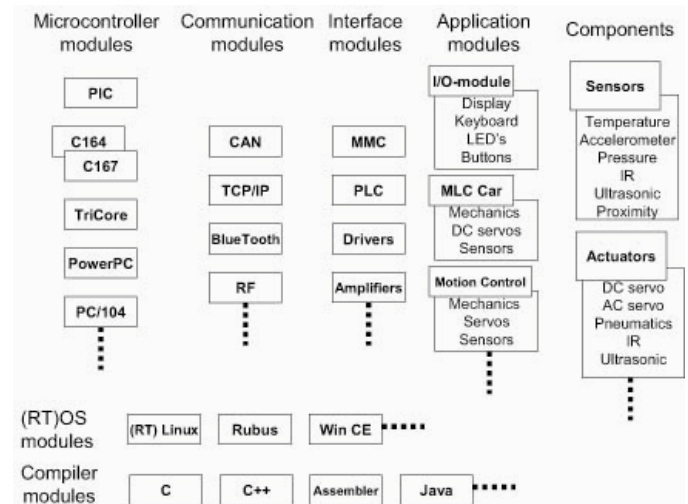 Microcontroller
modules
Communication
modules
Interface
modules
Application
modules
Components
PIC
C164
C167
TriCore
PowerPC
PC/104
CAN
TCP/IP
BlueTooth
RF
MMC
PLC
Drivers
Amplifiers
I/O-module
Display
Keyboard
LED's
Buttons
MLC Car
Mechanics
DC servos
Sensors
Motion Control
Mechanics
Servos
Sensors
Sensors
Temperature
Accelerometer
Pressure
IR
Ultrasonic
Proximity
Actuators
DC servo
AC servo
Pneumatics
IR
Ultrasonic
(RT)OS
modules
(RT) Linux
Rubus
Win CE
Compiler
modules
C
C++
Assembler
Java